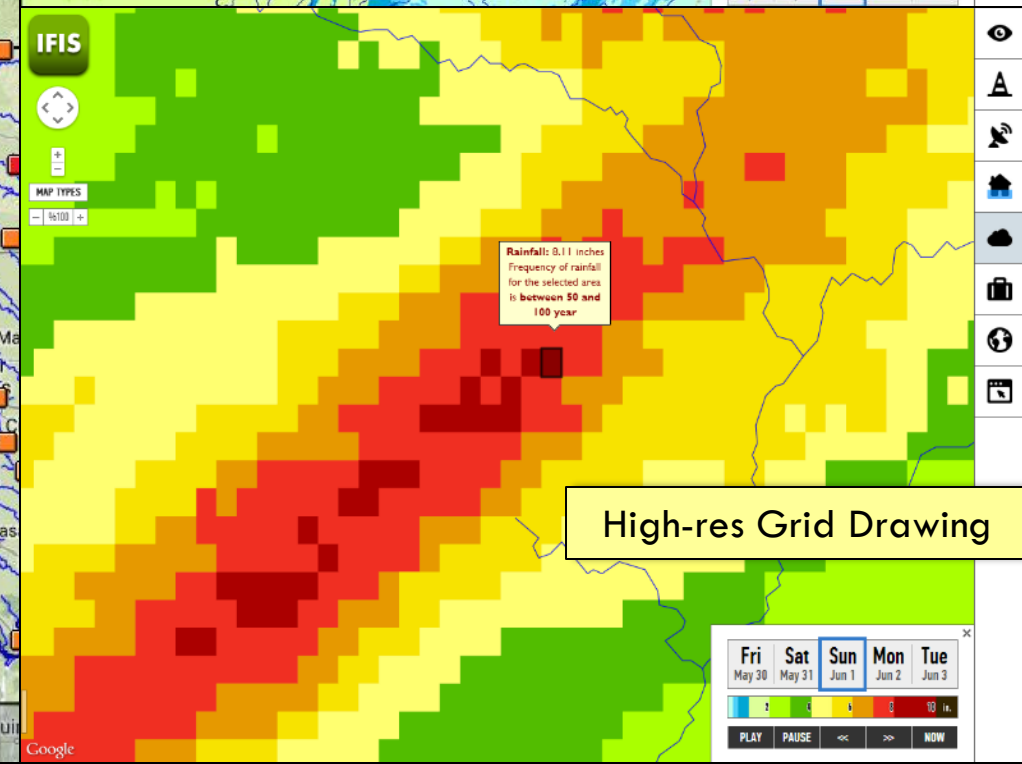 IFIS
MAP TYPES
%100
Rainfall: 8.11 inches
Frequency of rainfall
for the selected area
is between 50 and
100 year
High-res Grid Drawing
Fri Sat Sun Mon Tue
May 30 May 31 Jun 1 Jun 2 Jun 3
2 4 6 8 10 in.
PLAY PAUSE << >> NOW
Google